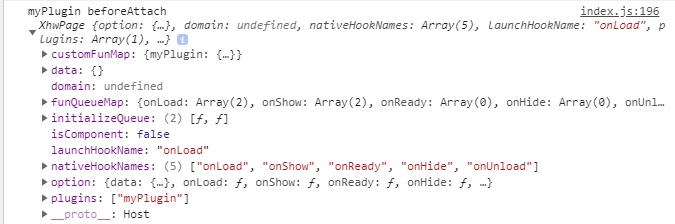 myPlugin beforeAttach index.js:196
XhwPage {option: {…}, domain: undefined, nativeHookNames: Array(5), launchHookName: "onLoad", p
lugins: Array(1), …} i
▶ customFunMap: {myPlugin: {…}}
▶ data: {}
domain: undefined
▶ funQueueMap: {onLoad: Array(2), onShow: Array(2), onReady: Array(0), onHide: Array(0), onUnl…
▶ initializeQueue: (2) [ƒ, ƒ]
isComponent: false
launchHookName: "onLoad"
▶ nativeHookNames: (5) ["onLoad", "onShow", "onReady", "onHide", "onUnload"]
▶ option: {data: {…}, onLoad: ƒ, onShow: ƒ, onReady: ƒ, onHide: ƒ, …}
▶ plugins: ["myPlugin"]
▶ __proto__: Host